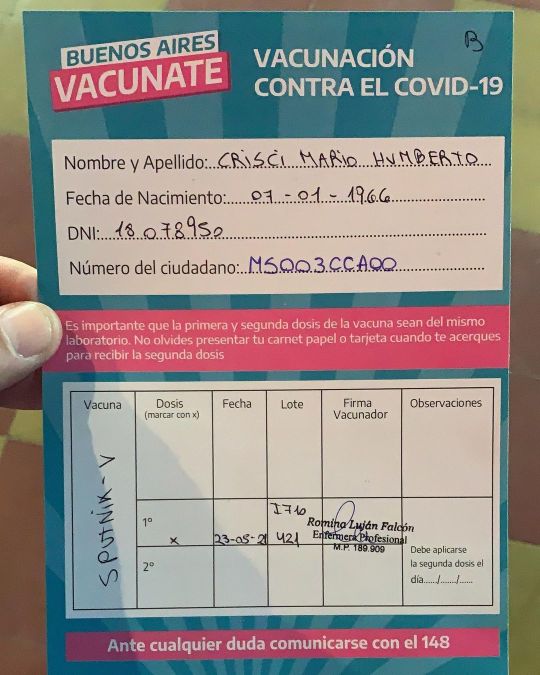 B
BUENOS AIRES
VACUNATE
VACUNACIÓN
CONTRA EL COVID-19
Nombre y Apellido: CRISCI MARIO HUMBERTO
Fecha de Nacimiento: 07-01-1966
DNI: 18.078950
Número del ciudadano: MS003CCA00
Es importante que la primera y segunda dosis de la vacuna sean del mismo
laboratorio. No olvides presentar tu carnet papel o tarjeta cuando te acerques
para recibir la segunda dosis
Vacuna Dosis Fecha Lote Firma Observaciones
(marcar con x) Vacunador
SPUTNIK-V
I710
1° x 23-05-21 421
Romina Luján Falcón
Enfermera Profesional
M.P. 189.909
2°
Debe aplicarse
la segunda dosis el
día...../....../......
Ante cualquier duda comunicarse con el 148